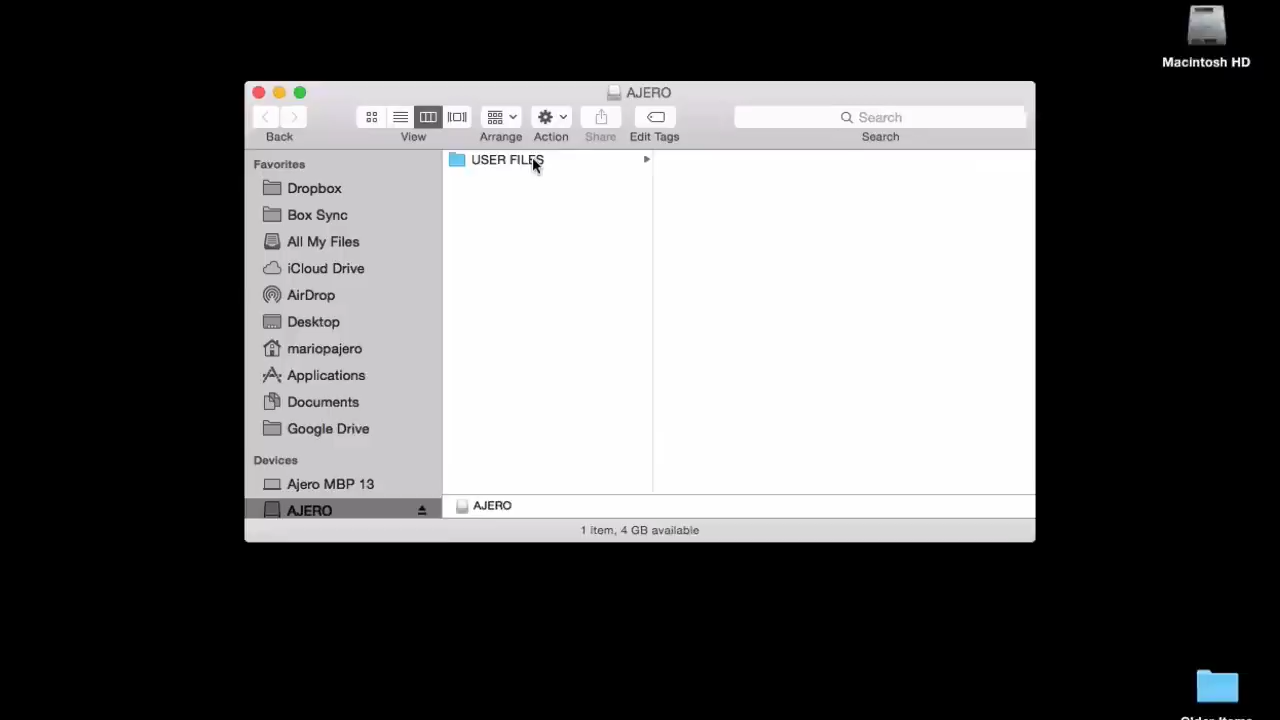 Macintosh HD
AJERO
Back
View
Arrange
Action
Share
Edit Tags
Search
Search
Favorites
Dropbox
Box Sync
All My Files
iCloud Drive
AirDrop
Desktop
mariopajero
Applications
Documents
Google Drive
Devices
Ajero MBP 13
AJERO
USER FILES
AJERO
1 item, 4 GB available
Older Items